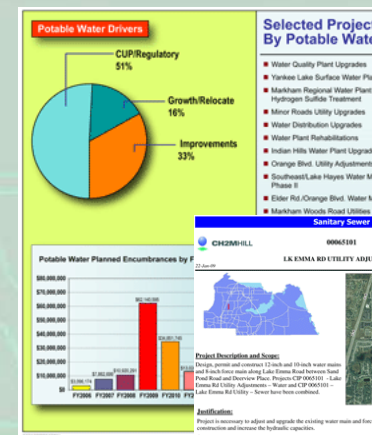 Potable Water Drivers
CUP/Regulatory
51%
Growth/Relocate
16%
Improvements
33%
Selected Projec
By Potable Wate
Water Quality Plant Upgrades
Yankee Lake Surface Water Pla
Markham Regional Water Plant
Hydrogen Sulfide Treatment
Minor Roads Utility Upgrades
Water Distribution Upgrades
Water Plant Rehabilitations
Indian Hills Water Plant Upgrad
Orange Blvd. Utility Adjustment
Southeast/Lake Hayes Water M
Phase II
Elder Rd./Orange Blvd. Water M
Markham Woods Road Utilities
Potable Water Planned Encumbrances by F
$80,000,000
$70,000,000
$60,000,000
$50,000,000
$40,000,000
$30,000,000
$20,000,000
$10,000,000
$0
FY2006 FY2007 FY2008 FY2009 FY2010 FY2
Sanitary Sewer
CH2MHILL
00065101
LK EMMA RD UTILITY ADJU
22-Jan-09
Project Description and Scope:
Design, permit and construct 12-inch and 10-inch water mains
and 8-inch force main along Lake Emma Road between Sand
Pond Road and Deerview Place. Projects CIP 0065101 – Lake
Emma Rd Utility Adjustments – Water and CIP 0065101 –
Lake Emma Rd Utility – Sewer have been combined.
Justification:
Project is necessary to adjust and upgrade the existing water main and forc
construction and increase the hydraulic capacities.